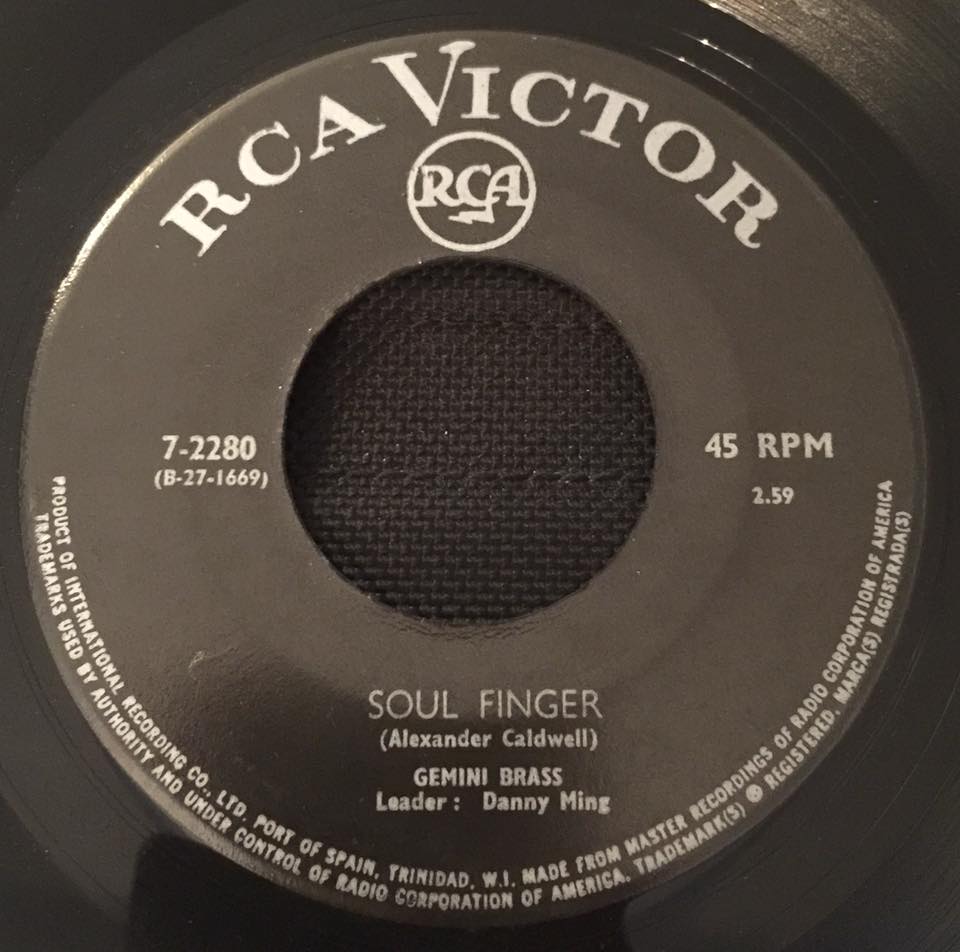 RCA VICTOR
RCA
7-2280
(B-27-1669)
45 RPM
2.59
SOUL FINGER
(Alexander Caldwell)
GEMINI BRASS
Leader : Danny Ming
PRODUCT OF INTERNATIONAL RECORDING CO., LTD. PORT OF SPAIN, TRINIDAD, W.I. MADE FROM MASTER RECORDINGS OF RADIO CORPORATION OF AMERICA
TRADEMARKS USED BY AUTHORITY AND UNDER CONTROL OF RADIO CORPORATION OF AMERICA. TRADEMARK(S) ® REGISTERED. MARCA(S) REGISTRADA(S)